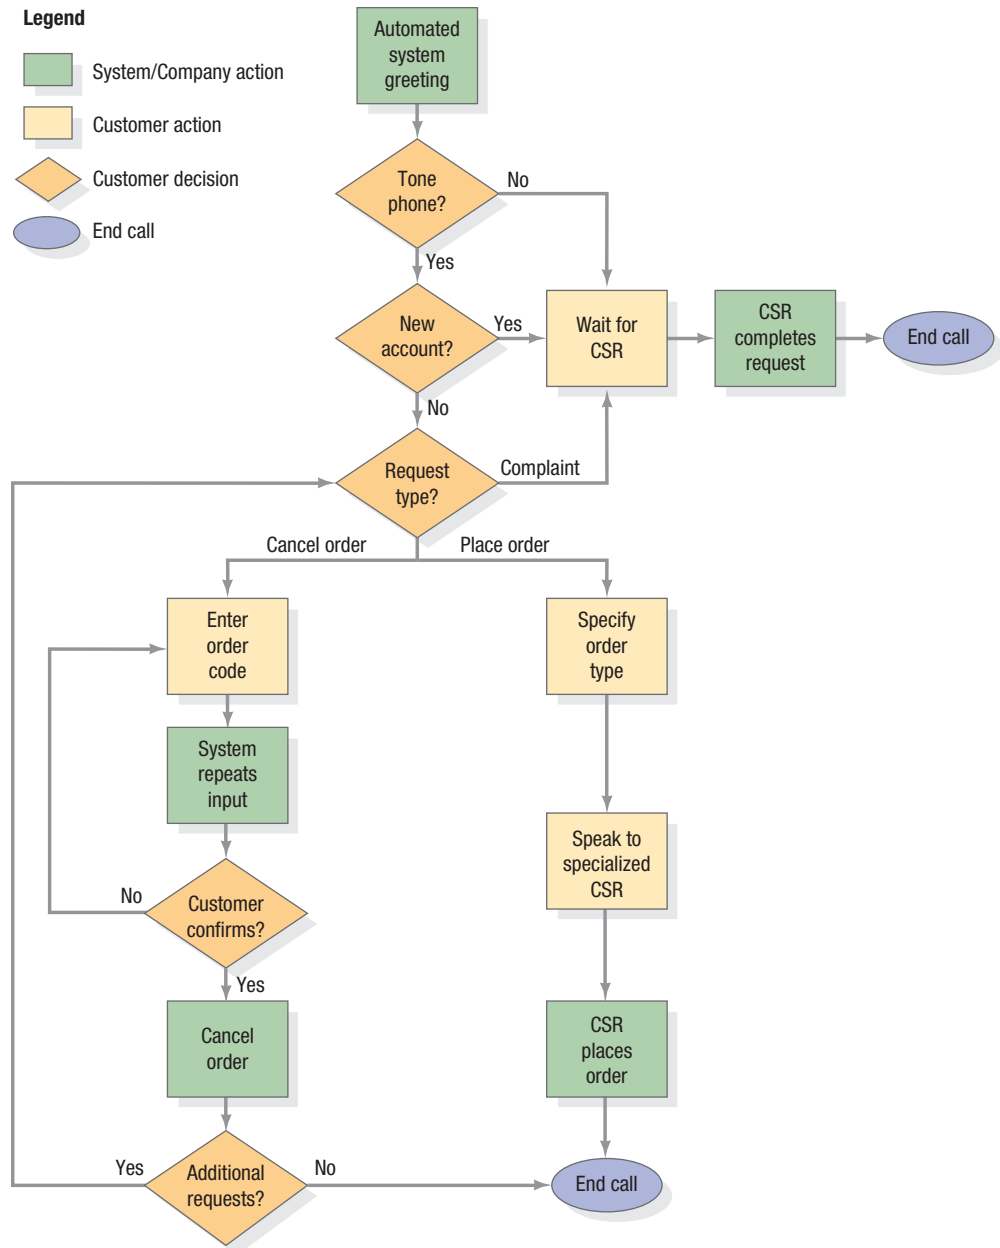 Legend
System/Company action
Customer action
Customer decision
End call
Automated
system
greeting
Tone
phone?
No
Yes
New
account?
Yes
Wait for
CSR
CSR
completes
request
End call
No
Request
type?
Complaint
Cancel order
Place order
Enter
order
code
Specify
order
type
System
repeats
input
Speak to
specialized
CSR
No
Customer
confirms?
Yes
Cancel
order
CSR
places
order
Yes
Additional
requests?
No
End call